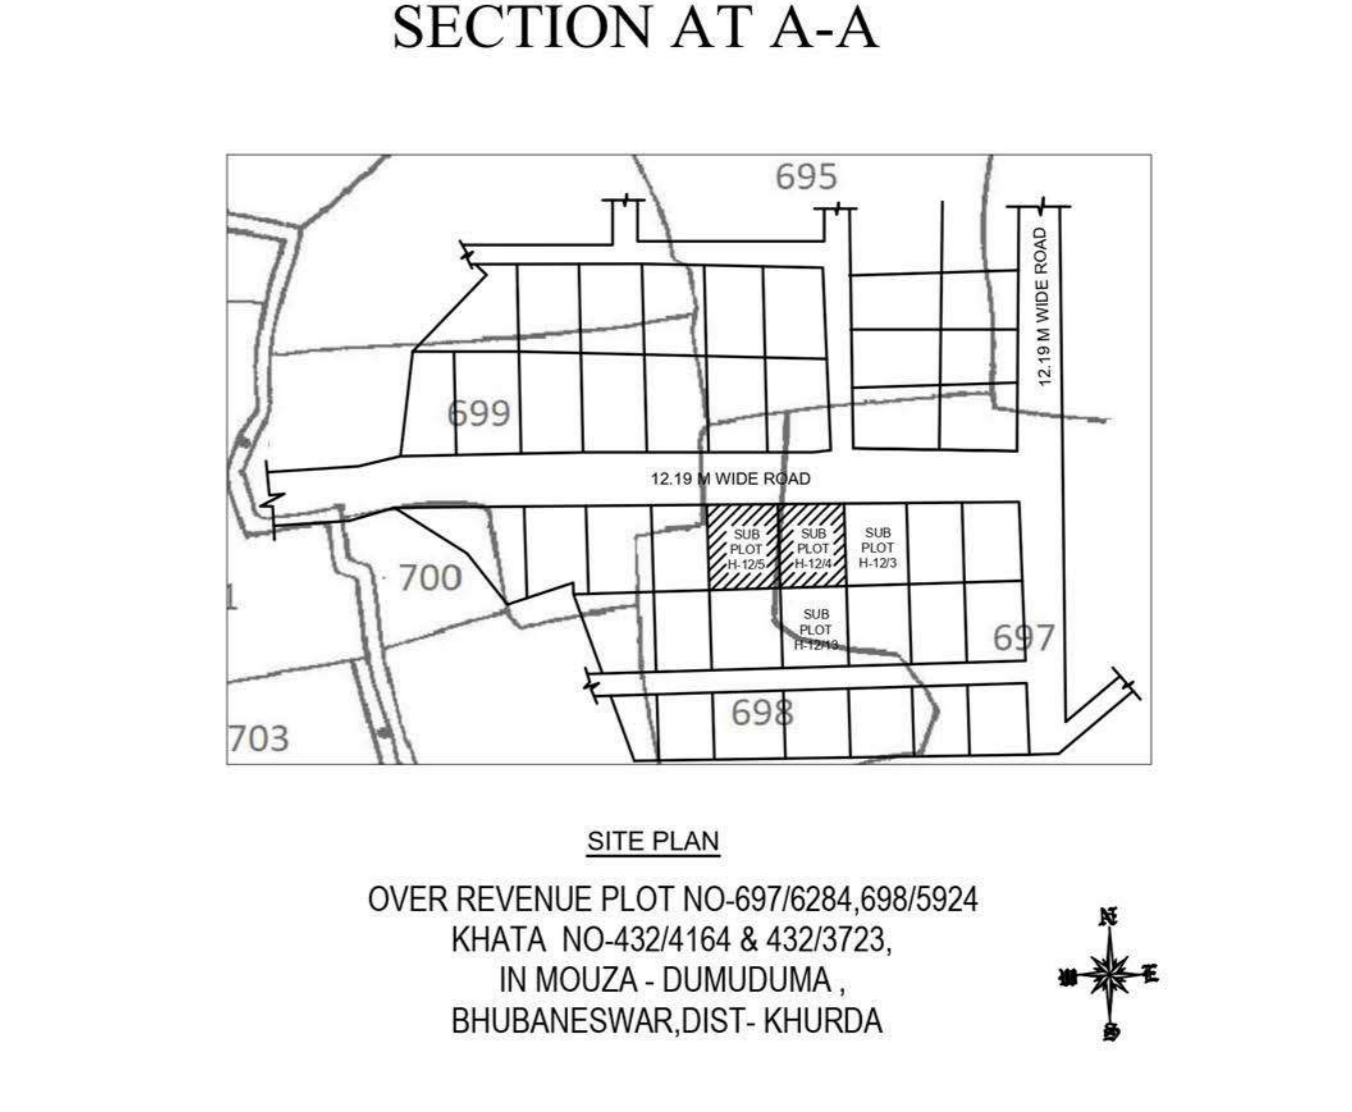 SECTION AT A-A
695
12.19 M WIDE ROAD
699
12.19 M WIDE ROAD
SUB
PLOT
H-12/5
SUB
PLOT
H-12/4
SUB
PLOT
H-12/3
700
1
SUB
PLOT
H-12/13
697
698
703
SITE PLAN
OVER REVENUE PLOT NO-697/6284,698/5924
KHATA NO-432/4164 & 432/3723,
IN MOUZA - DUMUDUMA ,
BHUBANESWAR,DIST- KHURDA
N
W
E
S